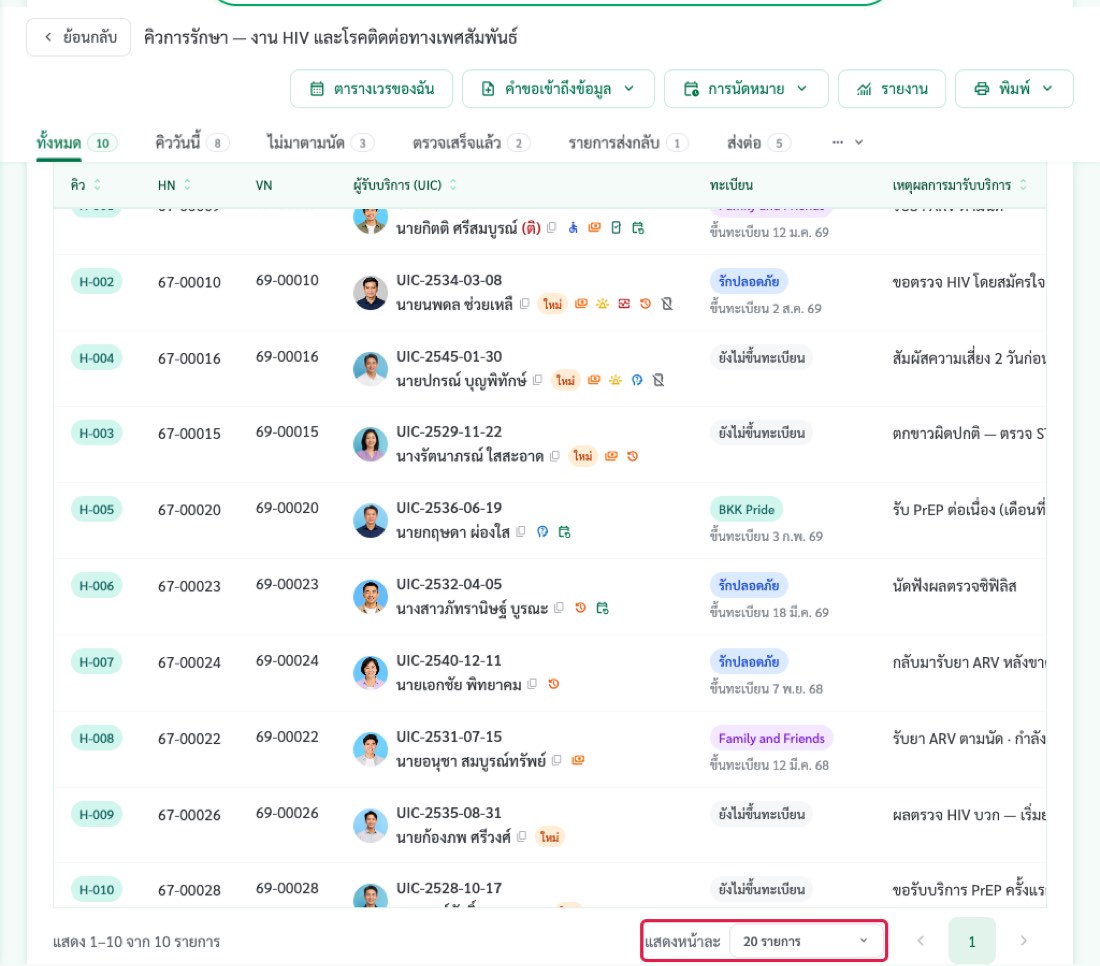 ย้อนกลับ คิวการรักษา — งาน HIV และโรคติดต่อทางเพศสัมพันธ์
ตารางเวรของฉัน คำขอเข้าถึงข้อมูล การนัดหมาย รายงาน พิมพ์
ทั้งหมด 10 คิววันนี้ 8 ไม่มาตามนัด 3 ตรวจเสร็จแล้ว 2 รายการส่งกลับ 1 ส่งต่อ 5 ...
คิว HN VN ผู้รับบริการ (UIC) ทะเบียน เหตุผลการมารับบริการ
Family and Friends
นายกิตติ ศรีสมบูรณ์ (ติ) ขึ้นทะเบียน 12 ม.ค. 69
H-002 67-00010 69-00010 UIC-2534-03-08 รักปลอดภัย ขอตรวจ HIV โดยสมัครใจ
นายนพดล ช่วยเหลื ใหม่ ขึ้นทะเบียน 2 ส.ค. 69
H-004 67-00016 69-00016 UIC-2545-01-30 ยังไม่ขึ้นทะเบียน สัมผัสความเสี่ยง 2 วันก่อน
นายปกรณ์ บุญพิทักษ์ ใหม่
H-003 67-00015 69-00015 UIC-2529-11-22 ยังไม่ขึ้นทะเบียน ตกขาวผิดปกติ — ตรวจ
นางรัตนาภรณ์ ใสสะอาด ใหม่
H-005 67-00020 69-00020 UIC-2536-06-19 BKK Pride รับ PrEP ต่อเนื่อง (เดือนที่
นายกฤษดา ผ่องใส ขึ้นทะเบียน 3 ก.พ. 69
H-006 67-00023 69-00023 UIC-2532-04-05 รักปลอดภัย นัดฟังผลตรวจซิฟิลิส
นางสาวภัทรานิษฐ์ บูรณะ ขึ้นทะเบียน 18 มี.ค. 69
H-007 67-00024 69-00024 UIC-2540-12-11 รักปลอดภัย กลับมารับยา ARV หลังขา
นายเอกชัย พิทยาคม ขึ้นทะเบียน 7 พ.ย. 68
H-008 67-00022 69-00022 UIC-2531-07-15 Family and Friends รับยา ARV ตามนัด · กำลัง
นายอนุชา สมบูรณ์ทรัพย์ ขึ้นทะเบียน 12 มี.ค. 68
H-009 67-00026 69-00026 UIC-2535-08-31 ยังไม่ขึ้นทะเบียน ผลตรวจ HIV บวก — เริ่ม
นายก้องภพ ศรีวงศ์ ใหม่
H-010 67-00028 69-00028 UIC-2528-10-17 ยังไม่ขึ้นทะเบียน ขอรับบริการ PrEP ครั้งแร
แสดง 1–10 จาก 10 รายการ แสดงหน้าละ 20 รายการ 1